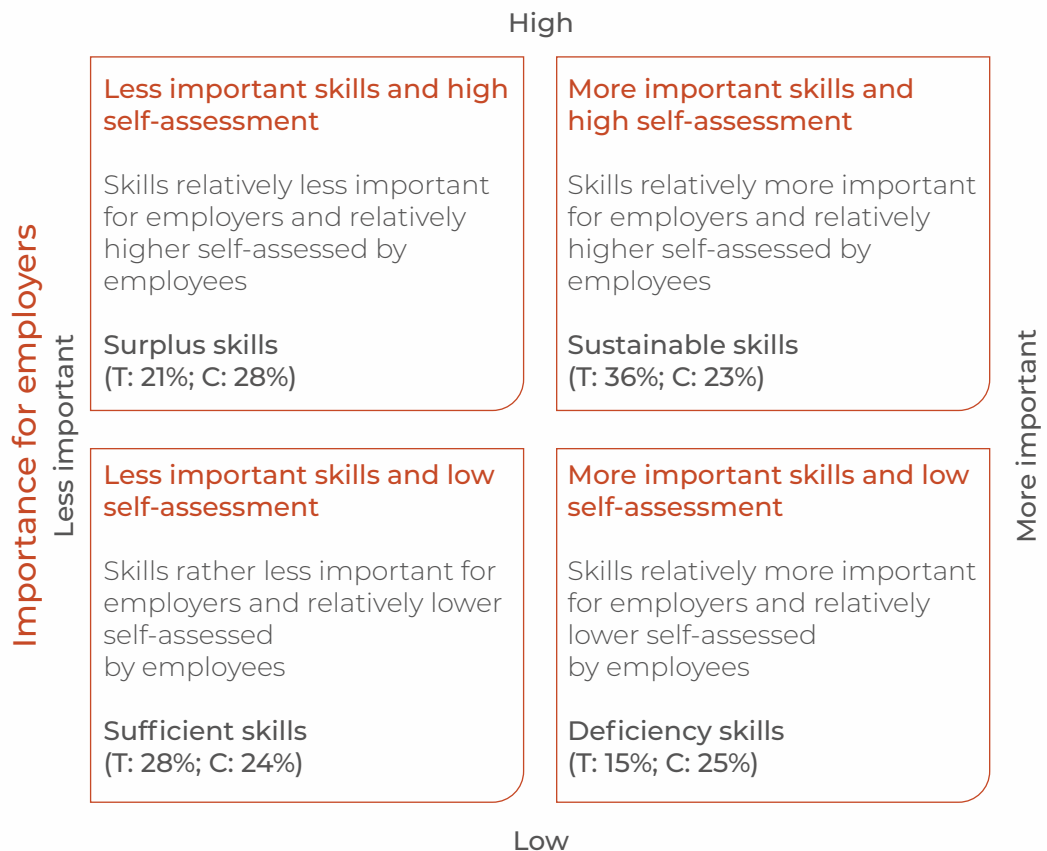 High
Importance for employers
Less important
Less important skills and high
self-assessment
Skills relatively less important
for employers and relatively
higher self-assessed by
employees
Surplus skills
(T: 21%; C: 28%)
More important skills and
high self-assessment
Skills relatively more important
for employers and relatively
higher self-assessed by
employees
Sustainable skills
(T: 36%; C: 23%)
More important
Less important skills and low
self-assessment
Skills rather less important for
employers and relatively lower
self-assessed
by employees
Sufficient skills
(T: 28%; C: 24%)
More important skills and low
self-assessment
Skills relatively more important
for employers and relatively
lower self-assessed
by employees
Deficiency skills
(T: 15%; C: 25%)
Low